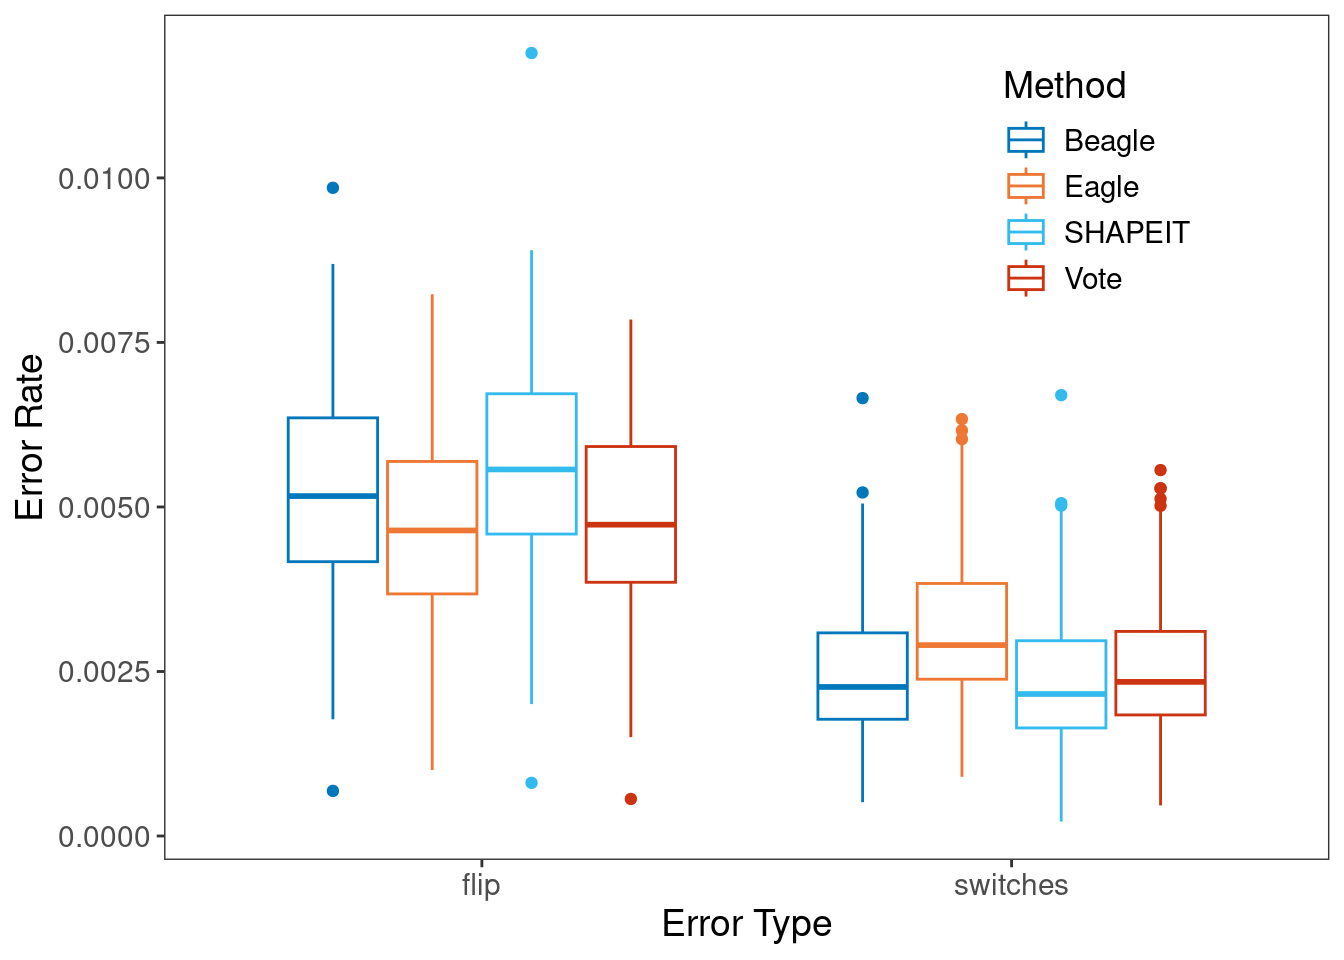 Method
Beagle
Eagle
SHAPEIT
Vote
Error Rate
0.0100
0.0075
0.0050
0.0025
0.0000
flip
switches
Error Type